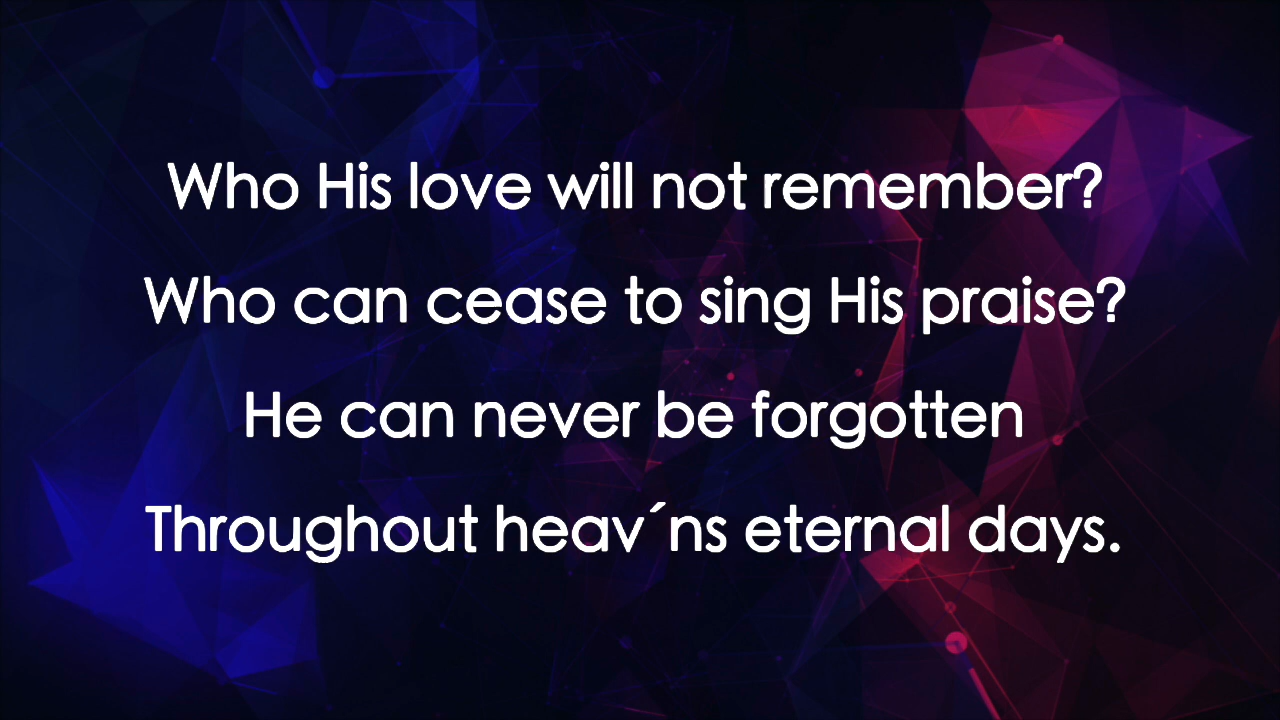 Who His love will not remember?
Who can cease to sing His praise?
He can never be forgotten
Throughout heav´ns eternal days.